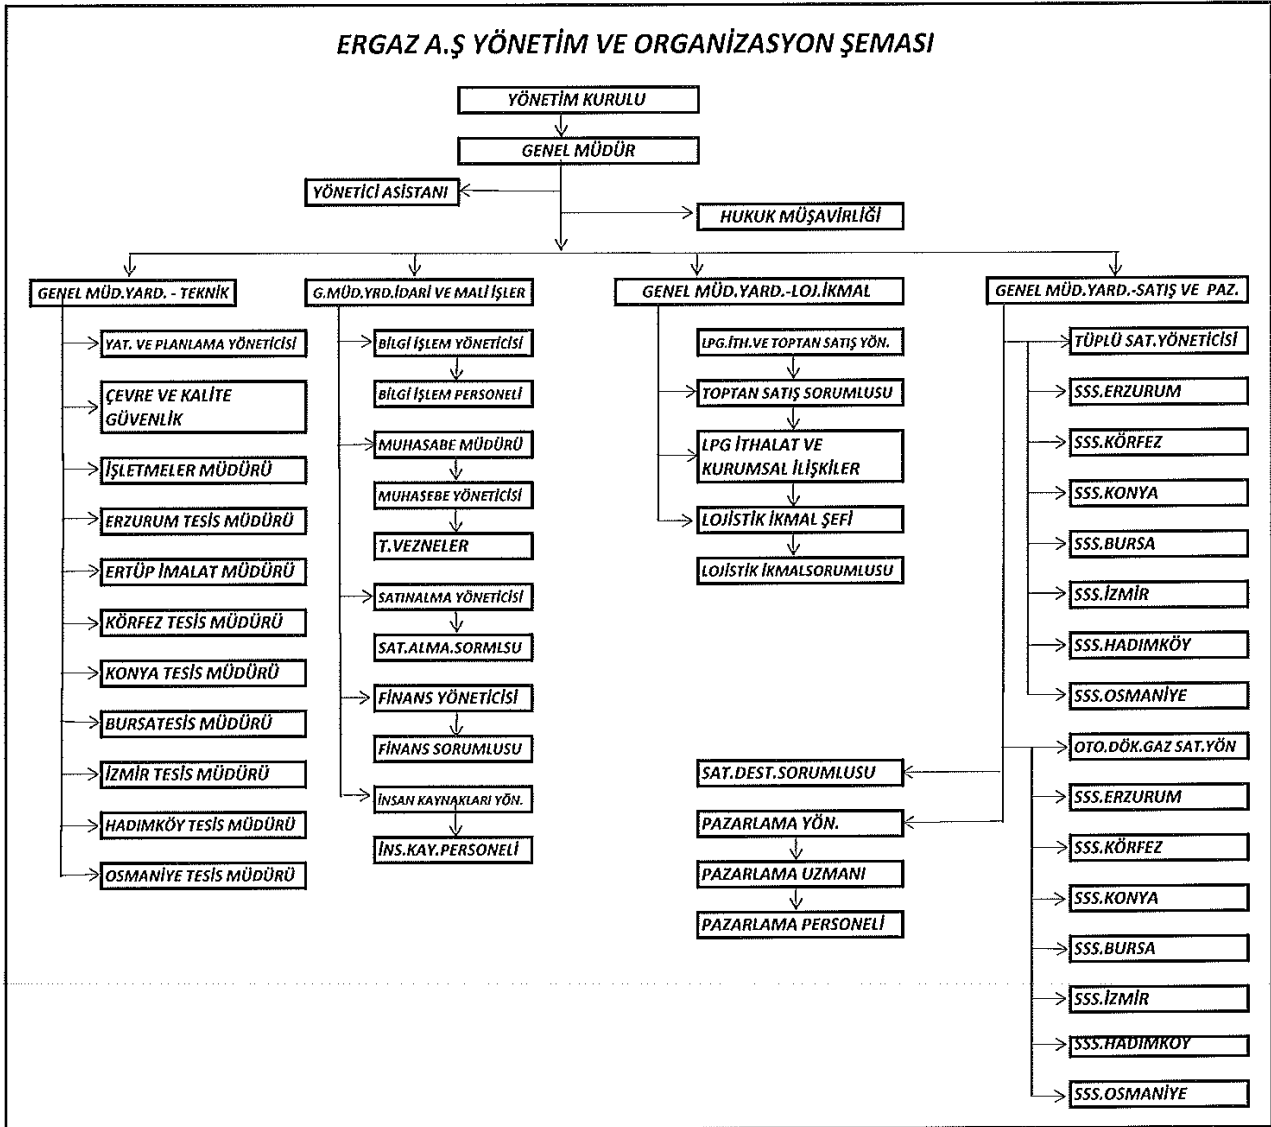 ERGAZ A.Ş YÖNETİM VE ORGANİZASYON ŞEMASI
YÖNETİM KURULU
GENEL MÜDÜR
YÖNETİCİ ASİSTANI
HUKUK MÜŞAVİRLİĞİ
GENEL MÜD.YARD. - TEKNİK
YAT. VE PLANLAMA YÖNETİCİSİ
ÇEVRE VE KALİTE
GÜVENLİK
İŞLETMELER MÜDÜRÜ
ERZURUM TESİS MÜDÜRÜ
ERTÜP İMALAT MÜDÜRÜ
KÖRFEZ TESİS MÜDÜRÜ
KONYA TESİS MÜDÜRÜ
BURSATESİS MÜDÜRÜ
İZMİR TESİS MÜDÜRÜ
HADIMKÖY TESİS MÜDÜRÜ
OSMANİYE TESİS MÜDÜRÜ
G.MÜD.YRD.İDARİ VE MALİ İŞLER
BİLGİ İŞLEM YÖNETİCİSİ
BİLGİ İŞLEM PERSONELİ
MUHASABE MÜDÜRÜ
MUHASEBE YÖNETİCİSİ
T.VEZNELER
SATINALMA YÖNETİCİSİ
SAT.ALMA.SORMLSU
FİNANS YÖNETİCİSİ
FİNANS SORUMLUSU
İNSAN KAYNAKLARI YÖN.
İNS.KAY.PERSONELİ
GENEL MÜD.YARD.-LOJ.İKMAL
LPG.İTH.VE TOPTAN SATIŞ YÖN.
TOPTAN SATIŞ SORUMLUSU
LPG İTHALAT VE
KURUMSAL İLİŞKİLER
LOJİSTİK İKMAL ŞEFİ
LOJİSTİK İKMALSORUMLUSU
GENEL MÜD.YARD.-SATIŞ VE PAZ.
TÜPLÜ SAT.YÖNETİCİSİ
SSS.ERZURUM
SSS.KÖRFEZ
SSS.KONYA
SSS.BURSA
SSS.İZMİR
SSS.HADIMKÖY
SSS.OSMANİYE
OTO.DÖK.GAZ SAT.YÖN
SSS.ERZURUM
SSS.KÖRFEZ
SSS.KONYA
SSS.BURSA
SSS.İZMİR
SSS.HADIMKÖY
SSS.OSMANİYE
SAT.DEST.SORUMLUSU
PAZARLAMA YÖN.
PAZARLAMA UZMANI
PAZARLAMA PERSONELİ